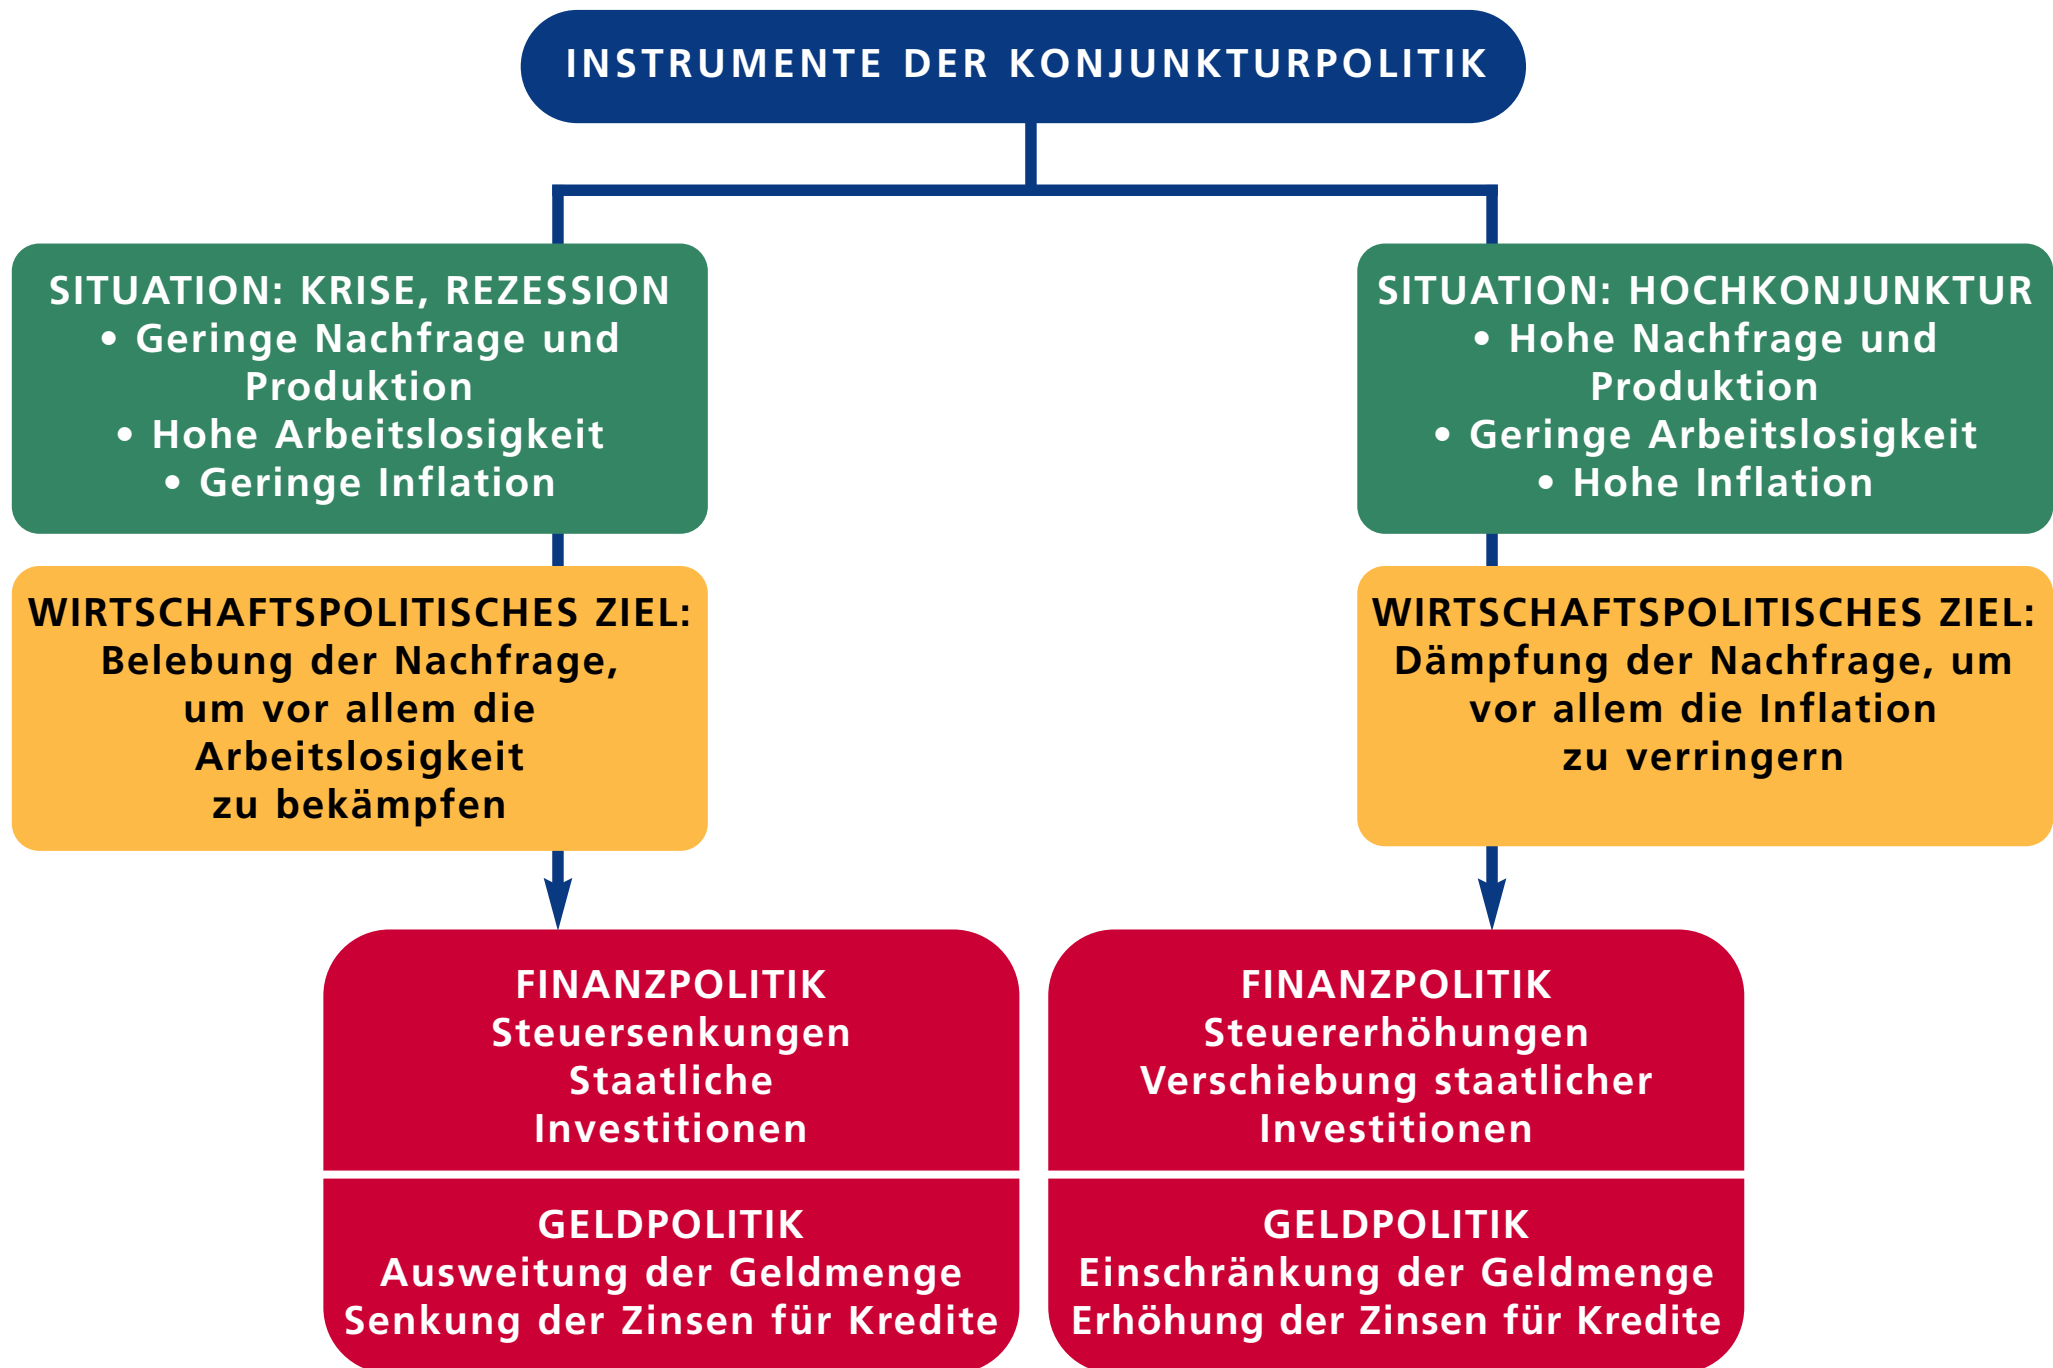 INSTRUMENTE DER KONJUNKTURPOLITIK
SITUATION: KRISE, REZESSION
• Geringe Nachfrage und
Produktion
• Hohe Arbeitslosigkeit
• Geringe Inflation
WIRTSCHAFTSPOLITISCHES ZIEL:
Belebung der Nachfrage,
um vor allem die
Arbeitslosigkeit
zu bekämpfen
FINANZPOLITIK
Steuersenkungen
Staatliche
Investitionen
GELDPOLITIK
Ausweitung der Geldmenge
Senkung der Zinsen für Kredite
SITUATION: HOCHKONJUNKTUR
• Hohe Nachfrage und
Produktion
• Geringe Arbeitslosigkeit
• Hohe Inflation
WIRTSCHAFTSPOLITISCHES ZIEL:
Dämpfung der Nachfrage, um
vor allem die Inflation
zu verringern
FINANZPOLITIK
Steuererhöhungen
Verschiebung staatlicher
Investitionen
GELDPOLITIK
Einschränkung der Geldmenge
Erhöhung der Zinsen für Kredite